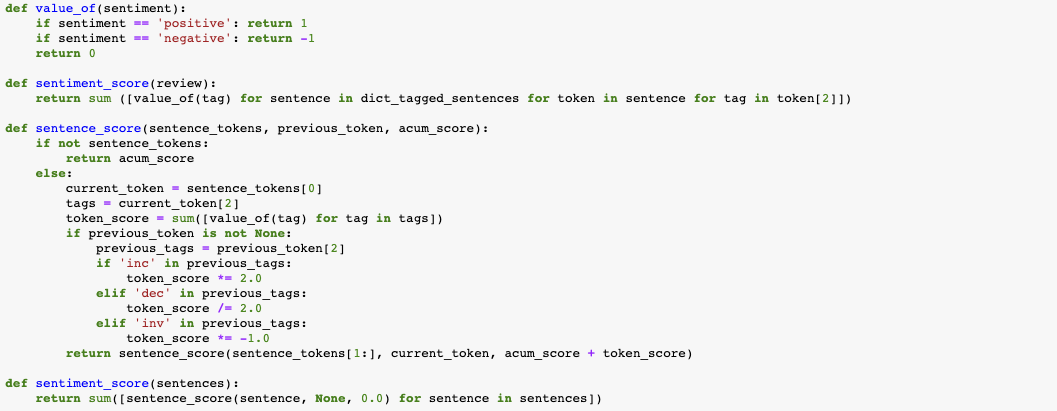 def value_of(sentiment):
    if sentiment == 'positive': return 1
    if sentiment == 'negative': return -1
    return 0

def sentiment_score(review):
    return sum ([value_of(tag) for sentence in dict_tagged_sentences for token in sentence for tag in token[2]])

def sentence_score(sentence_tokens, previous_token, acum_score):
    if not sentence_tokens:
        return acum_score
    else:
        current_token = sentence_tokens[0]
        tags = current_token[2]
        token_score = sum([value_of(tag) for tag in tags])
        if previous_token is not None:
            previous_tags = previous_token[2]
            if 'inc' in previous_tags:
                token_score *= 2.0
            elif 'dec' in previous_tags:
                token_score /= 2.0
            elif 'inv' in previous_tags:
                token_score *= -1.0
        return sentence_score(sentence_tokens[1:], current_token, acum_score + token_score)

def sentiment_score(sentences):
    return sum([sentence_score(sentence, None, 0.0) for sentence in sentences])